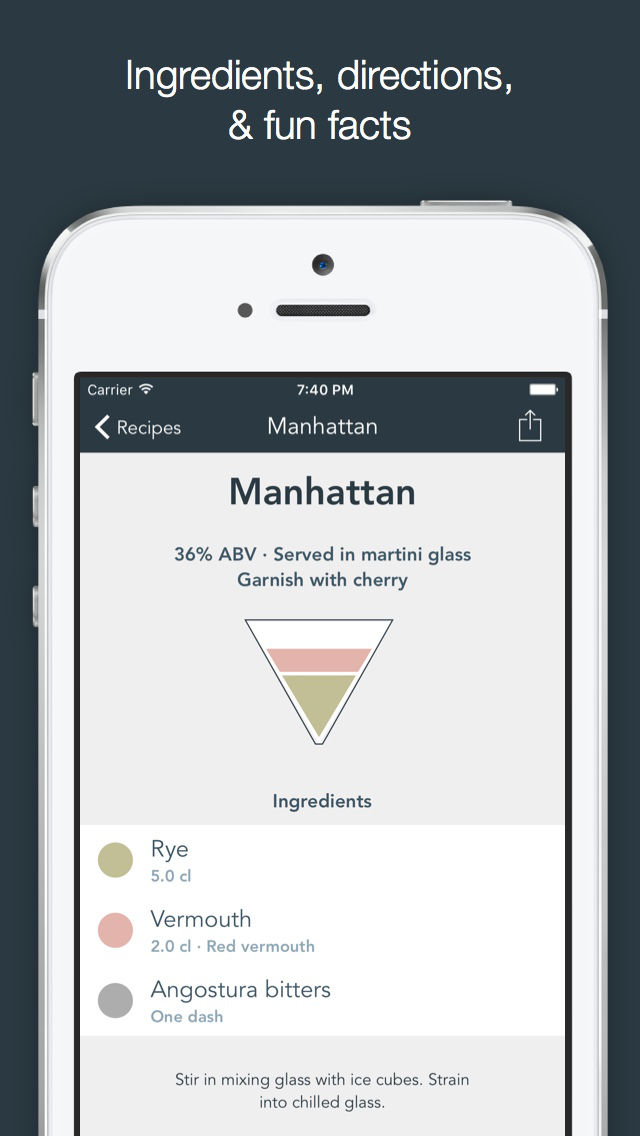 Ingredients, directions,
& fun facts
Carrier 7:40 PM
Recipes Manhattan
Manhattan
36% ABV · Served in martini glass
Garnish with cherry
Ingredients
Rye
5.0 cl
Vermouth
2.0 cl · Red vermouth
Angostura bitters
One dash
Stir in mixing glass with ice cubes. Strain
into chilled glass.